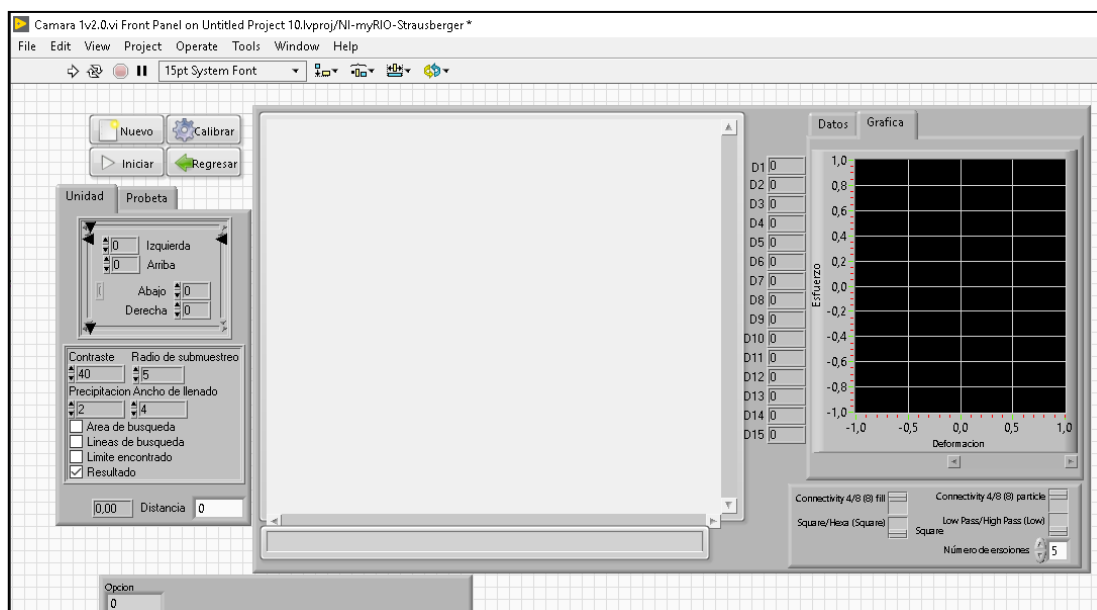 Camara 1v2.0.vi Front Panel on Untitled Project 10.lvproj/NI-myRIO-Strausberger *
File Edit View Project Operate Tools Window Help
15pt System Font
Nuevo Calibrar
Iniciar Regresar
Unidad Probeta
0 Izquierda
0 Arriba
Abajo 0
Derecha 0
Contraste Radio de submuestreo
40 5
Precipitacion Ancho de llenado
2 4
Area de busqueda
Lineas de busqueda
Limite encontrado
Resultado
0,00 Distancia 0
D1 0
D2 0
D3 0
D4 0
D5 0
D6 0
D7 0
D8 0
D9 0
D10 0
D11 0
D12 0
D13 0
D14 0
D15 0
Datos Grafica
Esfuerzo
1,0
0,8
0,6
0,4
0,2
0,0
-0,2
-0,4
-0,6
-0,8
-1,0
-1,0 -0,5 0,0 0,5 1,0
Deformacion
Connectivity 4/8 (8) fill Connectivity 4/8 (8) particle
Square/Hexa (Square) Low Pass/High Pass (Low)
Square
Número de ersoiones 5
Opcion
0